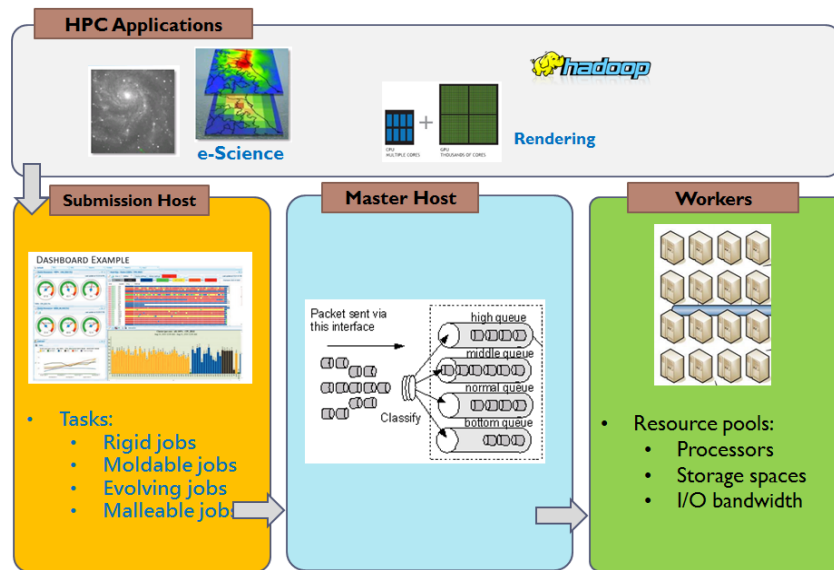 HPC Applications
hadoop
e-Science
CPU
MULTIPLE CORES
+
GPU
THOUSANDS OF CORES
Rendering
Submission Host
Master Host
Workers
DASHBOARD EXAMPLE
Packet sent via
this interface
Classify
high queue
middle queue
normal queue
bottom queue
• Tasks:
• Rigid jobs
• Moldable jobs
• Evolving jobs
• Malleable jobs
• Resource pools:
• Processors
• Storage spaces
• I/O bandwidth